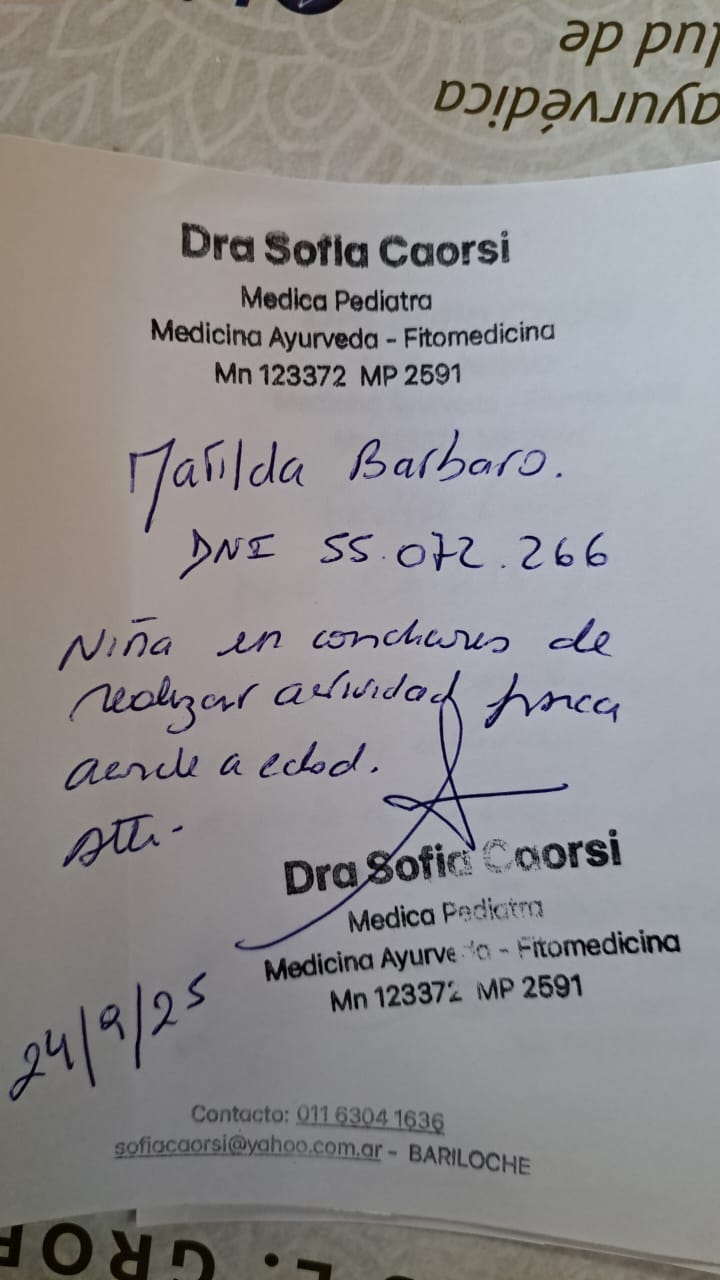 lud de
ayurvédica
Dra Sofia Caorsi
Medica Pediatra
Medicina Ayurveda - Fitomedicina
Mn 123372 MP 2591
Matilda Barbaro.
DNI 55.072.266
Niña en condiciones de
realizar actividad fisica
acorde a edad.
Atte-
Dra Sofia Caorsi
Medica Pediatra
Medicina Ayurveda - Fitomedicina
Mn 123372 MP 2591
24/9/25
Contacto: 011 6304 1636
sofiacaorsi@yahoo.com.ar - BARILOCHE